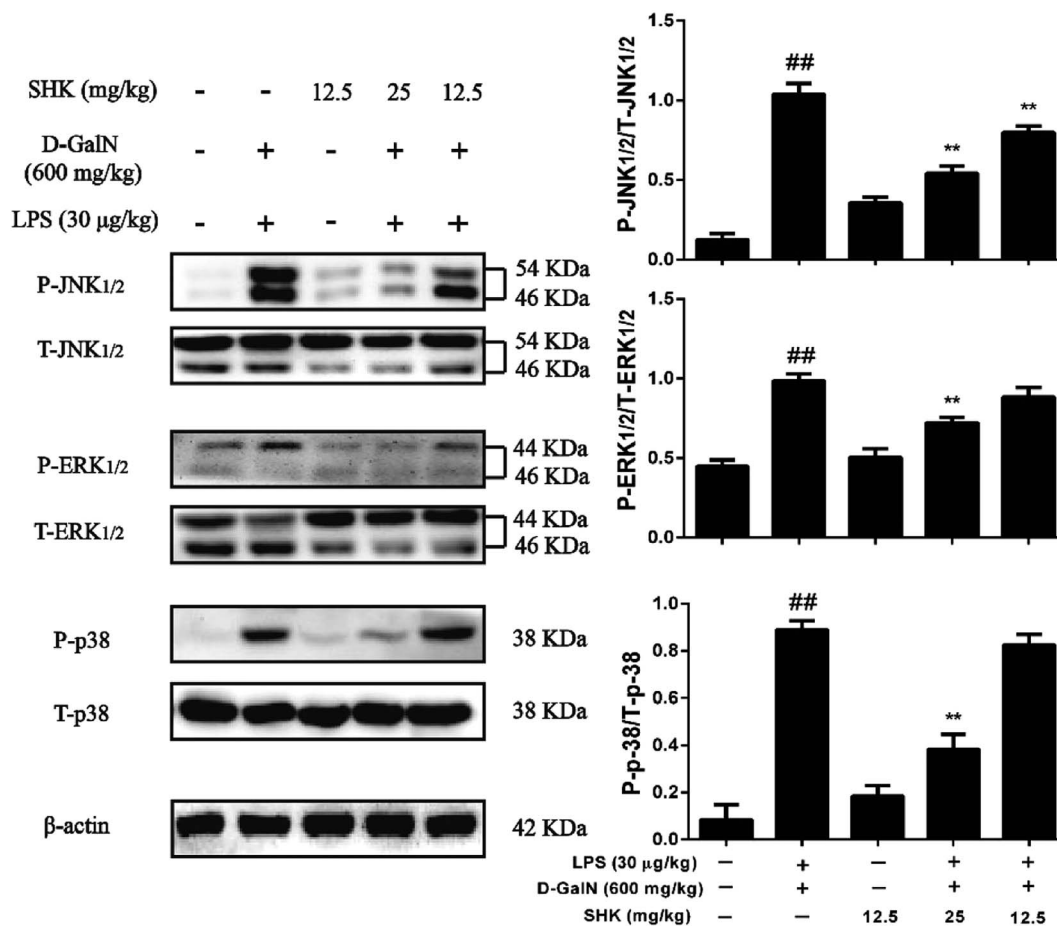 SHK (mg/kg) - - 12.5 25 12.5
D-GalN - + - + +
(600 mg/kg)
LPS (30 μg/kg) - + - + +
P-JNK1/2 54 KDa
46 KDa
T-JNK1/2 54 KDa
46 KDa
P-ERK1/2 44 KDa
46 KDa
T-ERK1/2 44 KDa
46 KDa
P-p38 38 KDa
T-p38 38 KDa
β-actin 42 KDa
P-JNK1/2/T-JNK1/2
1.5
1.0
0.5
0.0
##
**
**
P-ERK1/2/T-ERK1/2
1.5
1.0
0.5
0.0
##
**
P-p-38/T-p-38
1.0
0.8
0.6
0.4
0.2
0.0
##
**
LPS (30 μg/kg) – + – + +
D-GalN (600 mg/kg) – + – + +
SHK (mg/kg) – – 12.5 25 12.5